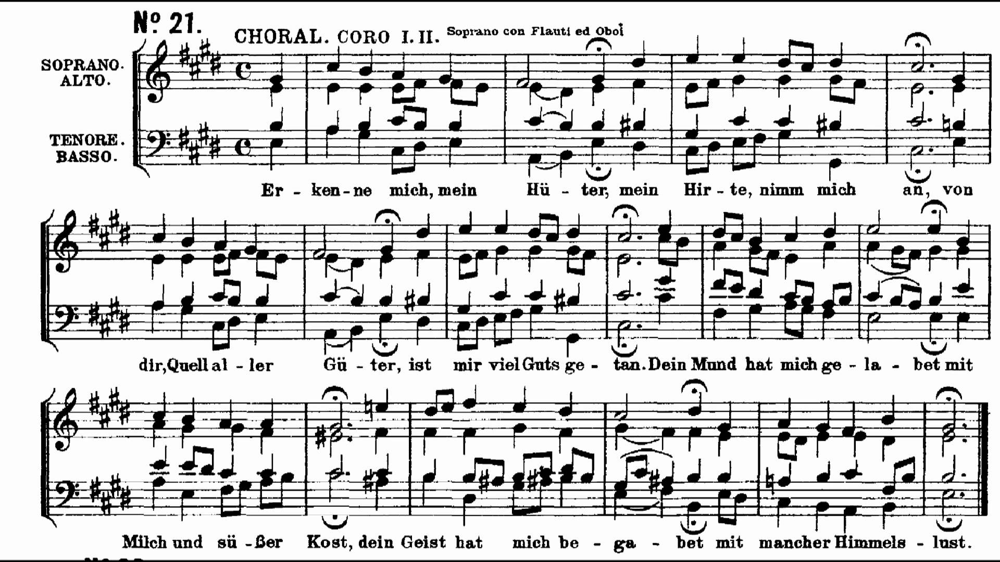 Nº 21.
CHORAL. CORO I. II. Soprano con Flauti ed Oboi
SOPRANO.
ALTO.
TENORE.
BASSO.
Er - ken - ne mich, mein Hü - ter, mein Hir - te, nimm mich an, von
dir, Quell al - ler Gü - ter, ist mir viel Guts ge - tan. Dein Mund hat mich ge - la - bet mit
Milch und sü - ßer Kost, dein Geist hat mich be - ga - bet mit mancher Himmels - lust.